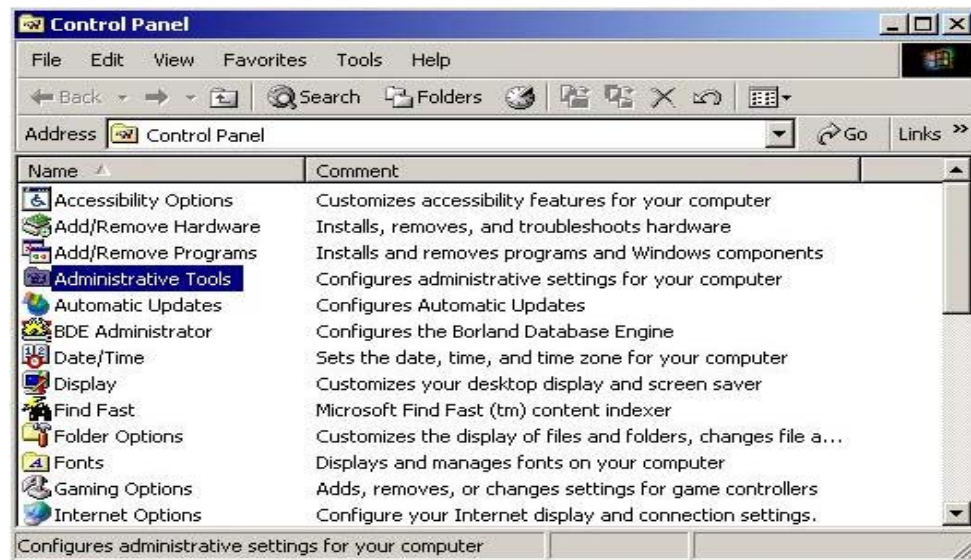 Control Panel
File Edit View Favorites Tools Help
Back Search Folders
Address Control Panel Go Links »
Name Comment
Accessibility Options Customizes accessibility features for your computer
Add/Remove Hardware Installs, removes, and troubleshoots hardware
Add/Remove Programs Installs and removes programs and Windows components
Administrative Tools Configures administrative settings for your computer
Automatic Updates Configures Automatic Updates
BDE Administrator Configures the Borland Database Engine
Date/Time Sets the date, time, and time zone for your computer
Display Customizes your desktop display and screen saver
Find Fast Microsoft Find Fast (tm) content indexer
Folder Options Customizes the display of files and folders, changes file a...
Fonts Displays and manages fonts on your computer
Gaming Options Adds, removes, or changes settings for game controllers
Internet Options Configure your Internet display and connection settings.
Configures administrative settings for your computer